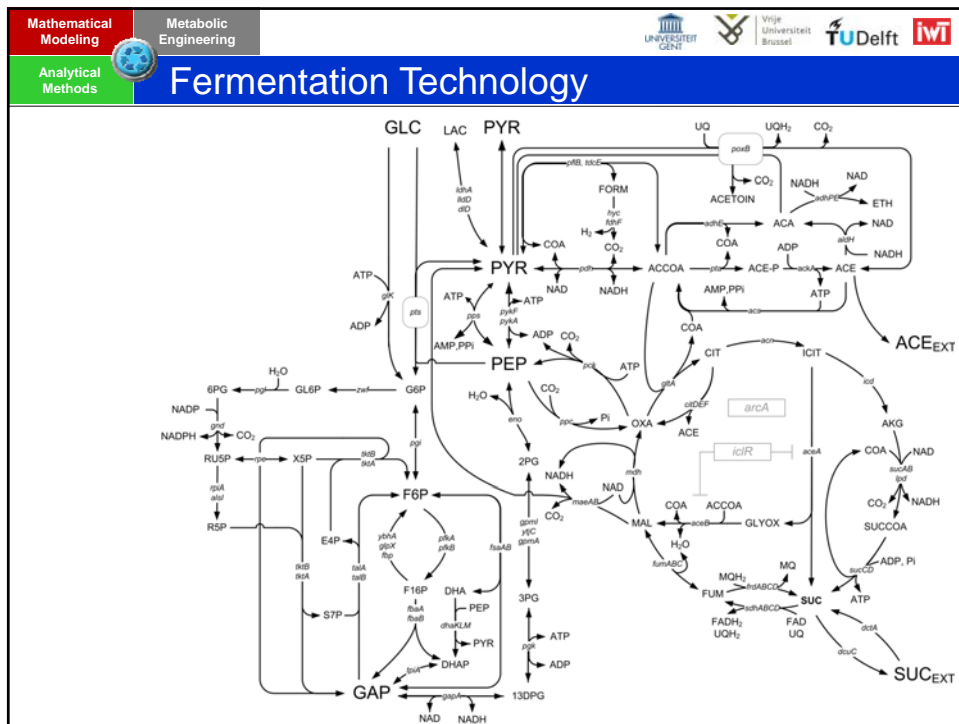 Mathematical
Modeling
Metabolic
Engineering
Analytical
Methods
UNIVERSITEIT
GENT
Vrije
Universiteit
Brussel
TUDelft
iWT
Fermentation Technology
GLC
LAC
PYR
UQ
UQH2
CO2
poxB
pflB, tdcE
CO2
ACETOIN
NADH
NAD
adhPE
ETH
FORM
hyc
fdhF
H2
CO2
ldhA
lldD
dlD
ACA
NAD
adhE
aldH
NADH
COA
COA
ADP
PYR
pdh
ACCOA
pta
ACE-P
ackA
ACE
NAD
NADH
ATP
ATP
glK
ADP
pts
ATP
pps
AMP,PPi
pykF
pykA
ATP
ADP
AMP,PPi
acs
COA
ACEEXT
CO2
PEP
pck
ATP
CIT
acn
ICIT
gltA
citDEF
ACE
icd
H2O
6PG
pgl
GL6P
zwf
G6P
H2O
eno
CO2
ppc
Pi
OXA
arcA
AKG
NADP
gnd
NADPH
CO2
pgi
iclR
aceA
COA
NAD
sucAB
lpd
CO2
NADH
SUCCOA
RU5P
rpe
X5P
tktB
tktA
2PG
NADH
NAD
mdh
maeAB
CO2
rpiA
alsI
F6P
R5P
E4P
ybhA
glpX
fbp
pfkA
pfkB
fsaAB
gpmI
ytjC
gpmA
MAL
COA
aceB
ACCOA
GLYOX
H2O
fumABC
tktB
tktA
talA
talB
F16P
DHA
sucCD
ADP, Pi
ATP
S7P
fbaA
fbaB
PEP
dhaKLM
PYR
3PG
FUM
MQH2
frdABCD
MQ
SUC
sdhABCD
FADH2
UQH2
FAD
UQ
dctA
pgk
ATP
ADP
tpiA
DHAP
dcuC
SUCEXT
GAP
gapA
13DPG
NAD
NADH